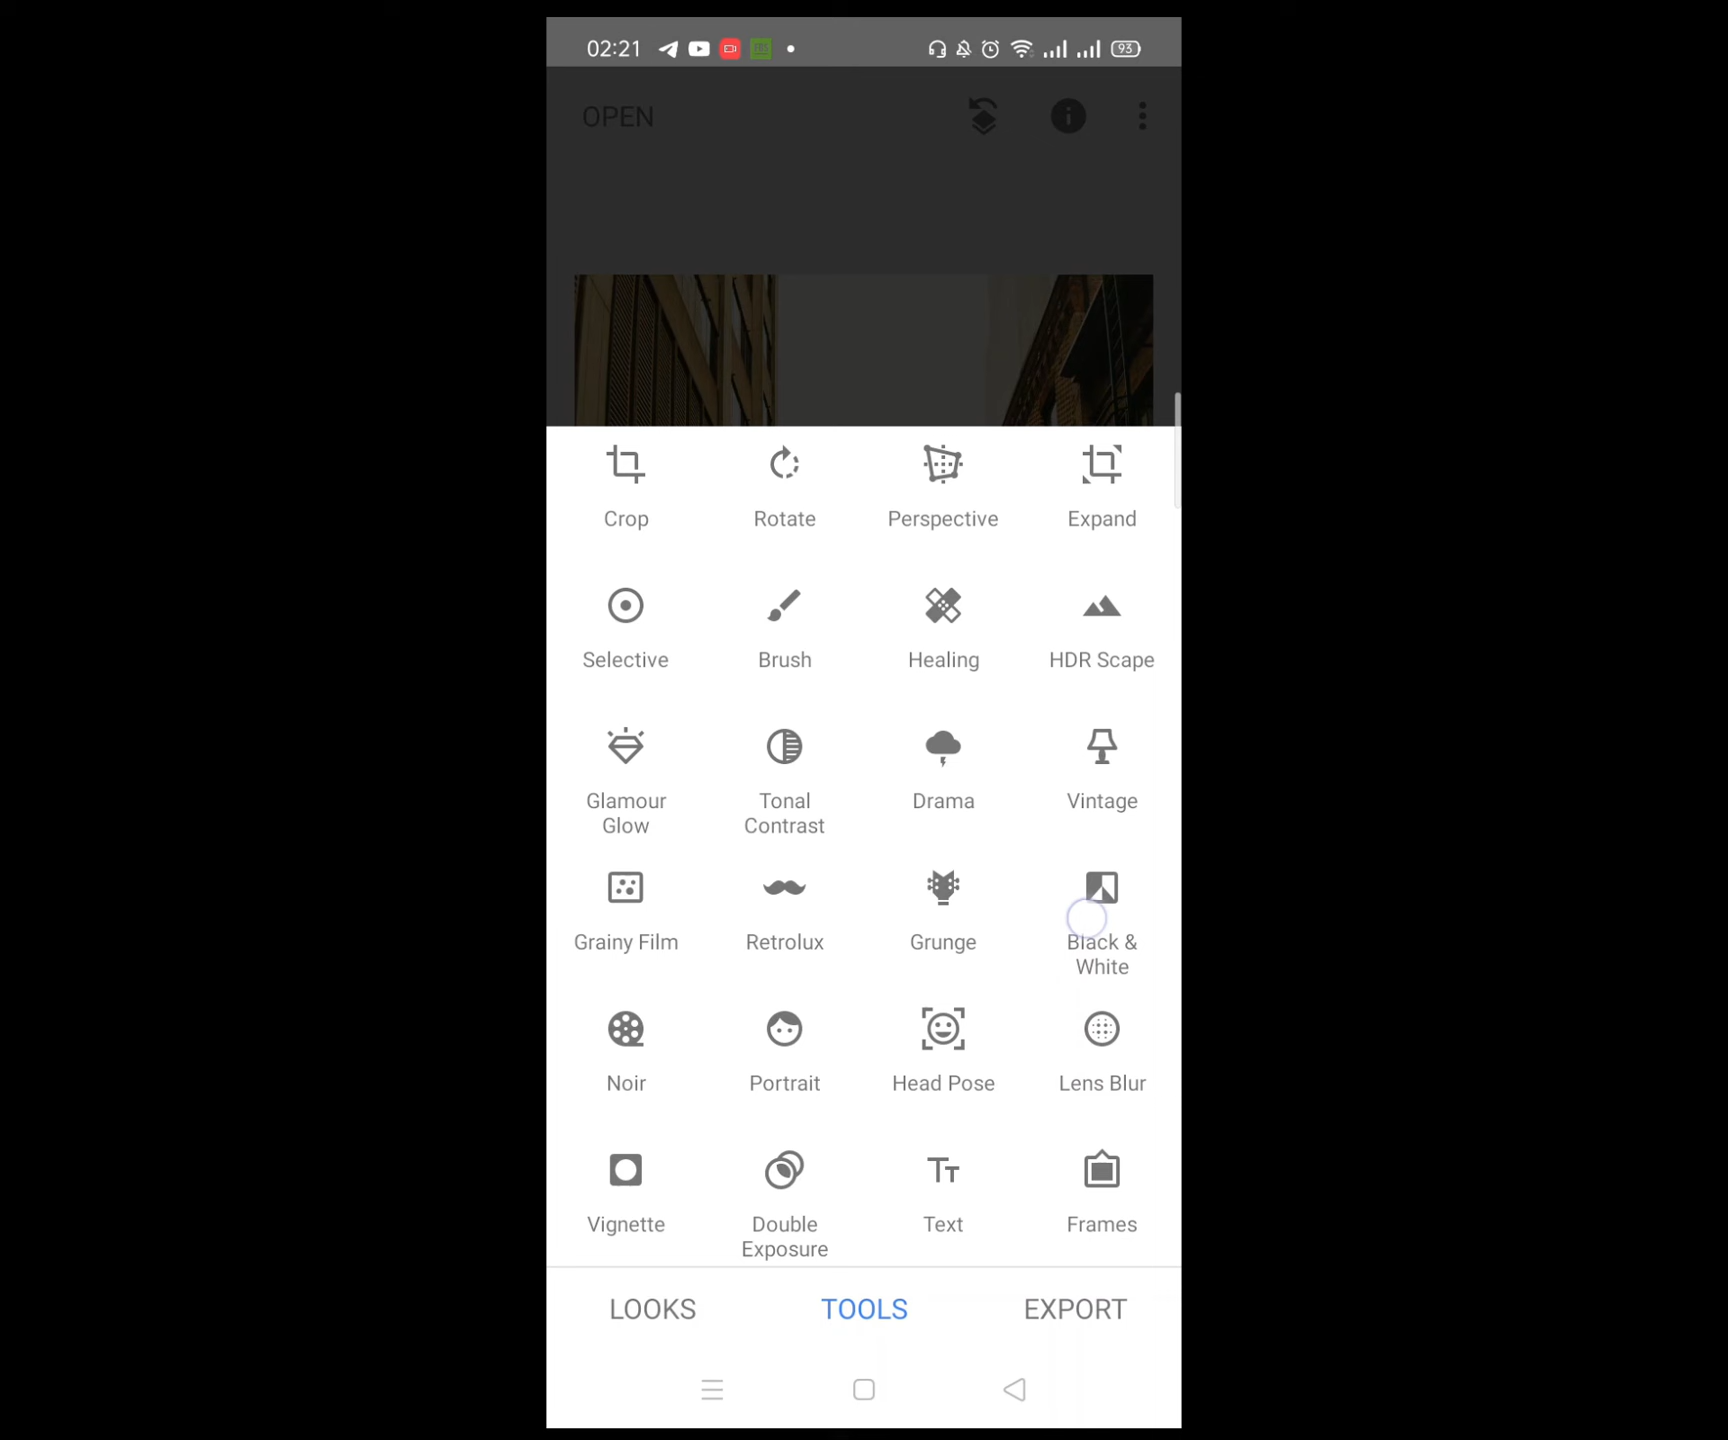 02:21 93
OPEN
Crop Rotate Perspective Expand
Selective Brush Healing HDR Scape
Glamour Glow Tonal Contrast Drama Vintage
Grainy Film Retrolux Grunge Black & White
Noir Portrait Head Pose Lens Blur
Vignette Double Exposure Text Frames
LOOKS TOOLS EXPORT